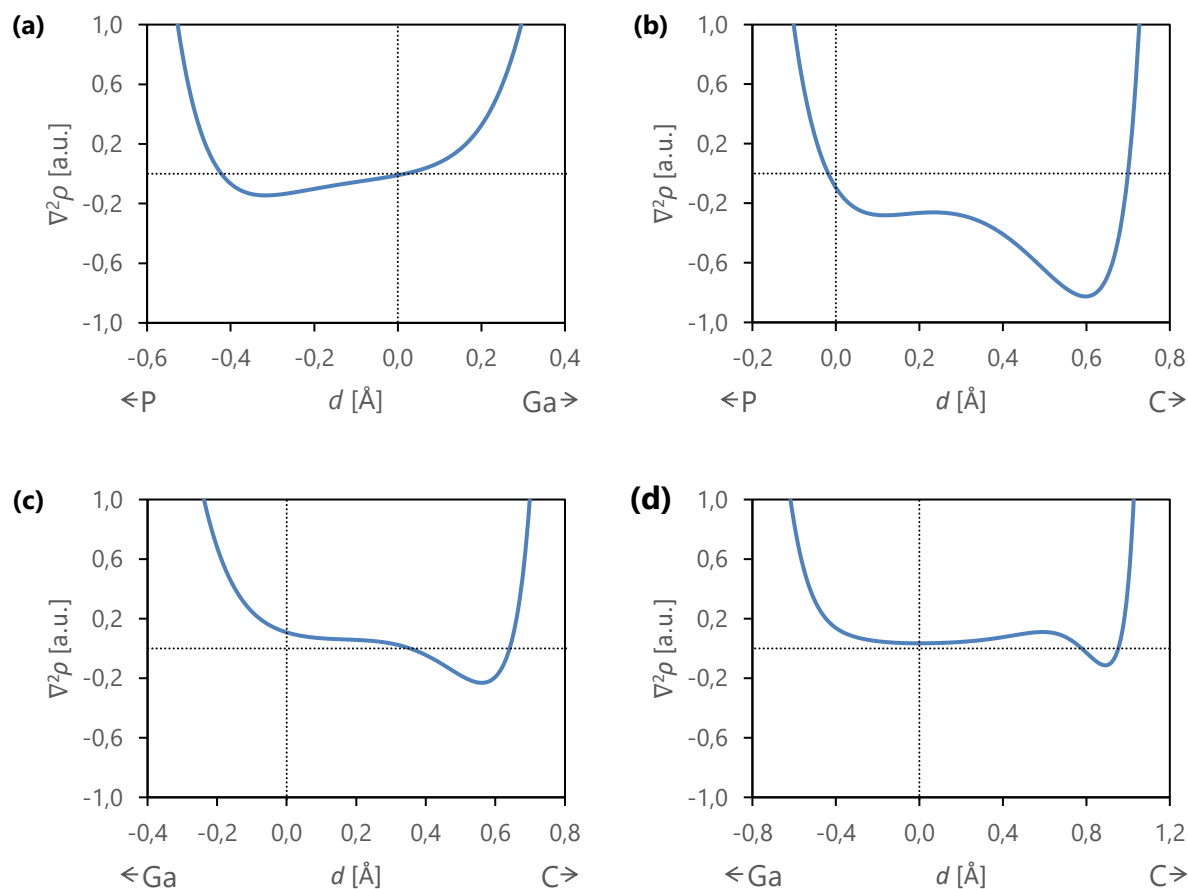 (a)
1,0
0,6
0,2
-0,2
-0,6
-1,0
∇²ρ [a.u.]
-0,6 -0,4 -0,2 0,0 0,2 0,4
←P d [Å] Ga→
(b)
1,0
0,6
0,2
-0,2
-0,6
-1,0
∇²ρ [a.u.]
-0,2 0,0 0,2 0,4 0,6 0,8
←P d [Å] C→
(c)
1,0
0,6
0,2
-0,2
-0,6
-1,0
∇²ρ [a.u.]
-0,4 -0,2 0,0 0,2 0,4 0,6 0,8
←Ga d [Å] C→
(d)
1,0
0,6
0,2
-0,2
-0,6
-1,0
∇²ρ [a.u.]
-0,8 -0,4 0,0 0,4 0,8 1,2
←Ga d [Å] C→